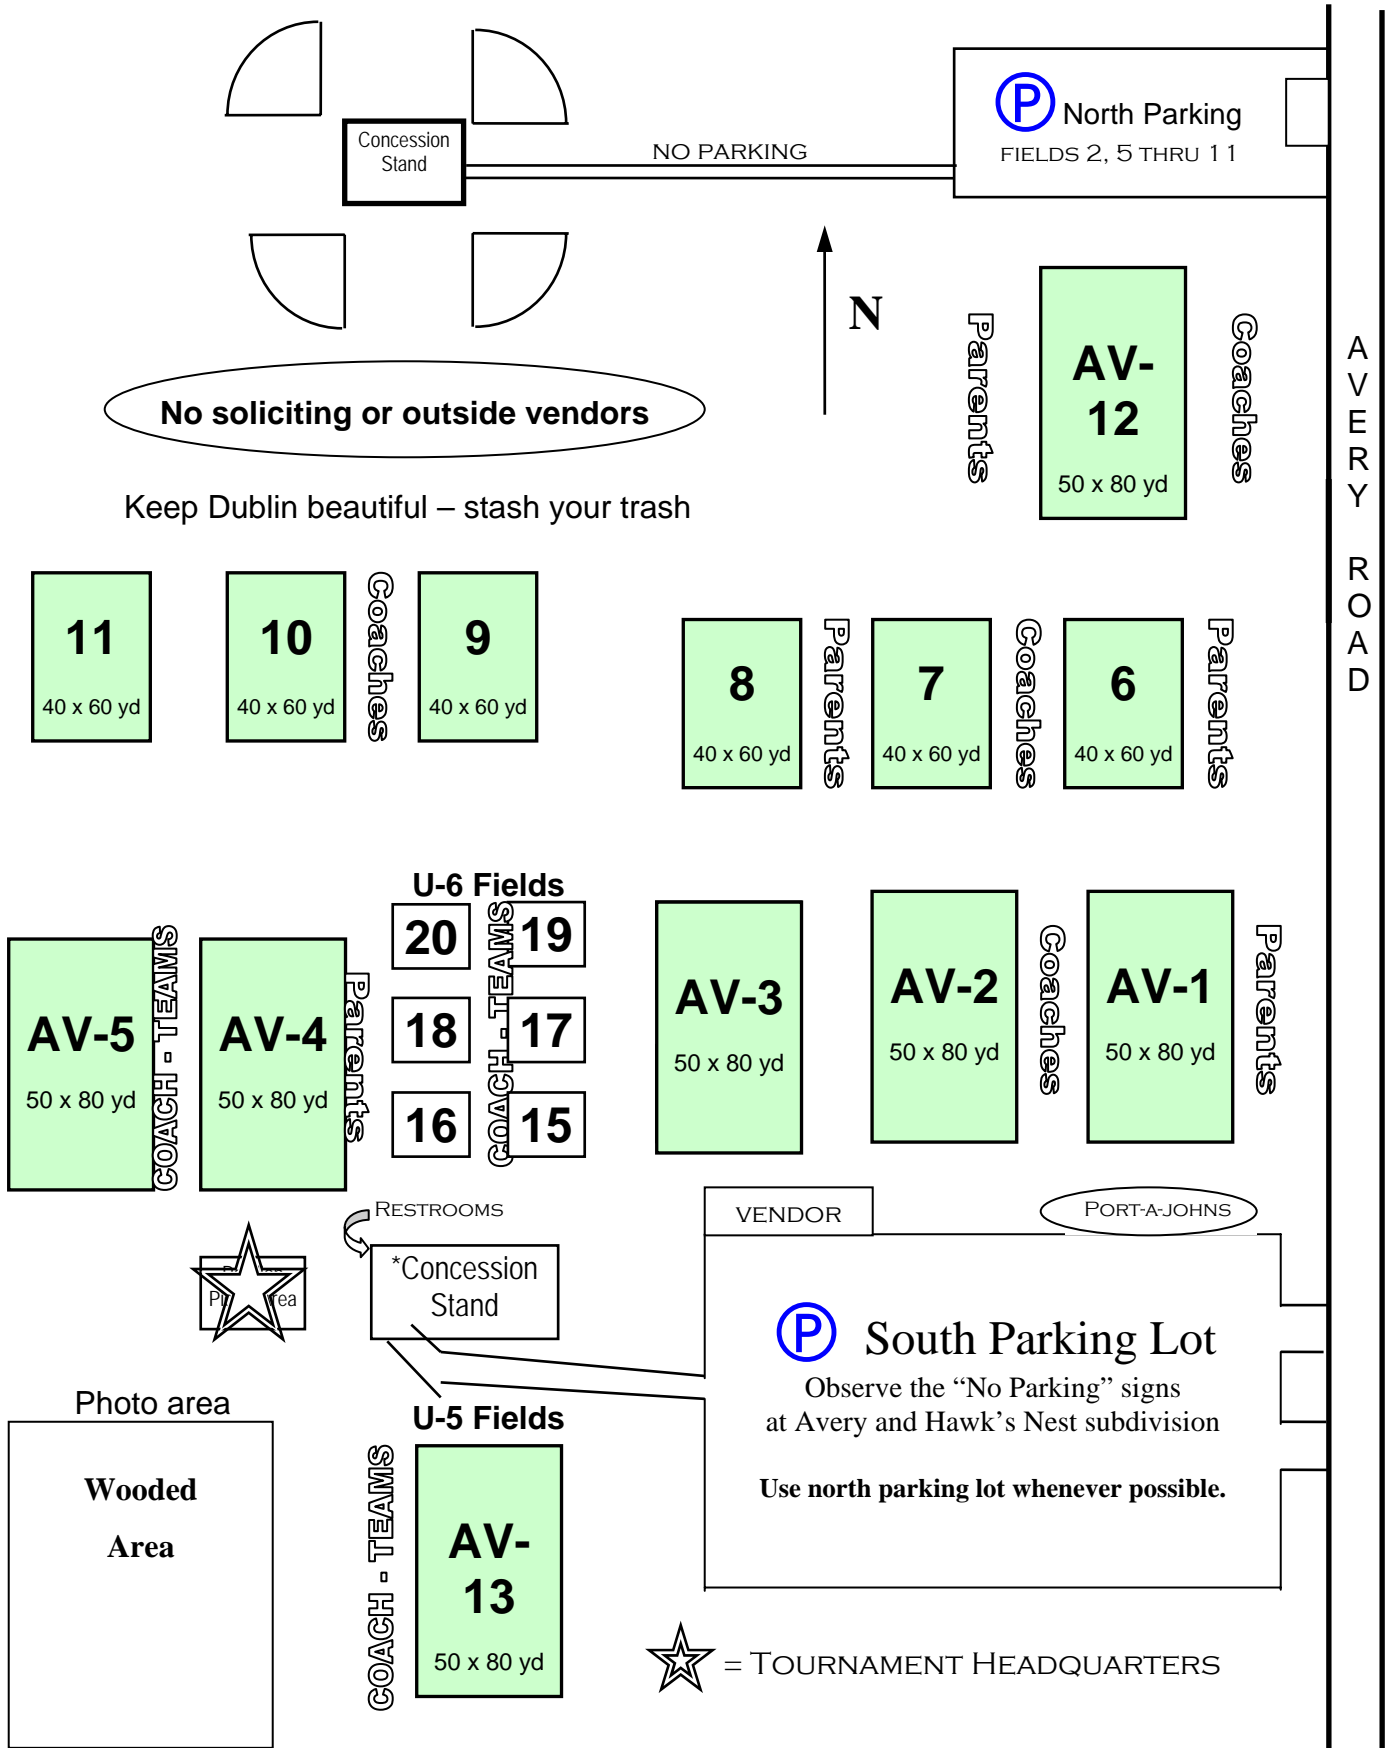 Concession
Stand
NO PARKING
P North Parking
FIELDS 2, 5 THRU 11
N
No soliciting or outside vendors
Keep Dublin beautiful – stash your trash
Parents
AV-
12
50 x 80 yd
Coaches
AVERY ROAD
11
40 x 60 yd
10
40 x 60 yd
Coaches
9
40 x 60 yd
8
40 x 60 yd
Parents
7
40 x 60 yd
Coaches
6
40 x 60 yd
Parents
AV-5
50 x 80 yd
COACH - TEAMS
AV-4
50 x 80 yd
Parents
U-6 Fields
20
19
18
17
16
15
COACH - TEAMS
AV-3
50 x 80 yd
AV-2
50 x 80 yd
Coaches
AV-1
50 x 80 yd
Parents
RESTROOMS
*Concession
Stand
VENDOR
PORT-A-JOHNS
P South Parking Lot
Observe the “No Parking” signs
at Avery and Hawk’s Nest subdivision
Use north parking lot whenever possible.
Photo area
Wooded
Area
U-5 Fields
COACH - TEAMS
AV-
13
50 x 80 yd
= TOURNAMENT HEADQUARTERS